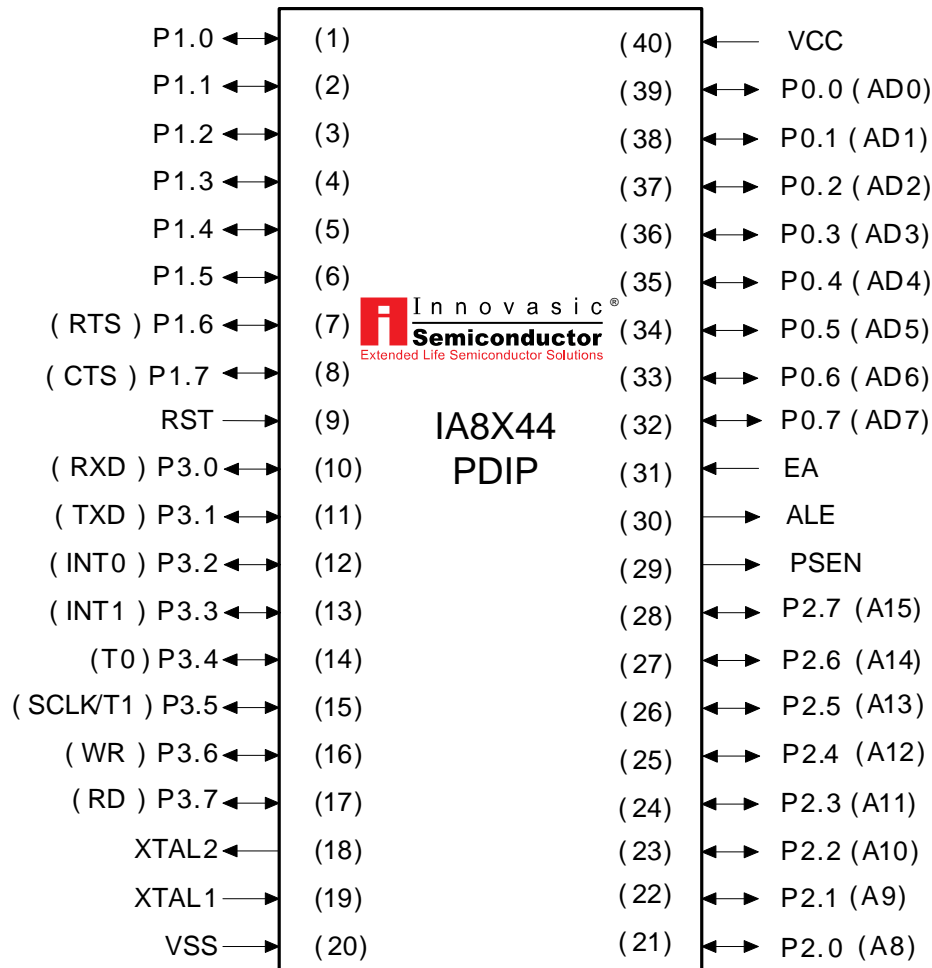 P1.0 (1) (40) VCC
P1.1 (2) (39) P0.0 (AD0)
P1.2 (3) (38) P0.1 (AD1)
P1.3 (4) (37) P0.2 (AD2)
P1.4 (5) (36) P0.3 (AD3)
P1.5 (6) (35) P0.4 (AD4)
(RTS) P1.6 (7) (34) P0.5 (AD5)
(CTS) P1.7 (8) (33) P0.6 (AD6)
i Innovasic®
Semiconductor
Extended Life Semiconductor Solutions
RST (9) (32) P0.7 (AD7)
IA8X44
PDIP
(RXD) P3.0 (10) (31) EA
(TXD) P3.1 (11) (30) ALE
(INT0) P3.2 (12) (29) PSEN
(INT1) P3.3 (13) (28) P2.7 (A15)
(T0) P3.4 (14) (27) P2.6 (A14)
(SCLK/T1) P3.5 (15) (26) P2.5 (A13)
(WR) P3.6 (16) (25) P2.4 (A12)
(RD) P3.7 (17) (24) P2.3 (A11)
XTAL2 (18) (23) P2.2 (A10)
XTAL1 (19) (22) P2.1 (A9)
VSS (20) (21) P2.0 (A8)